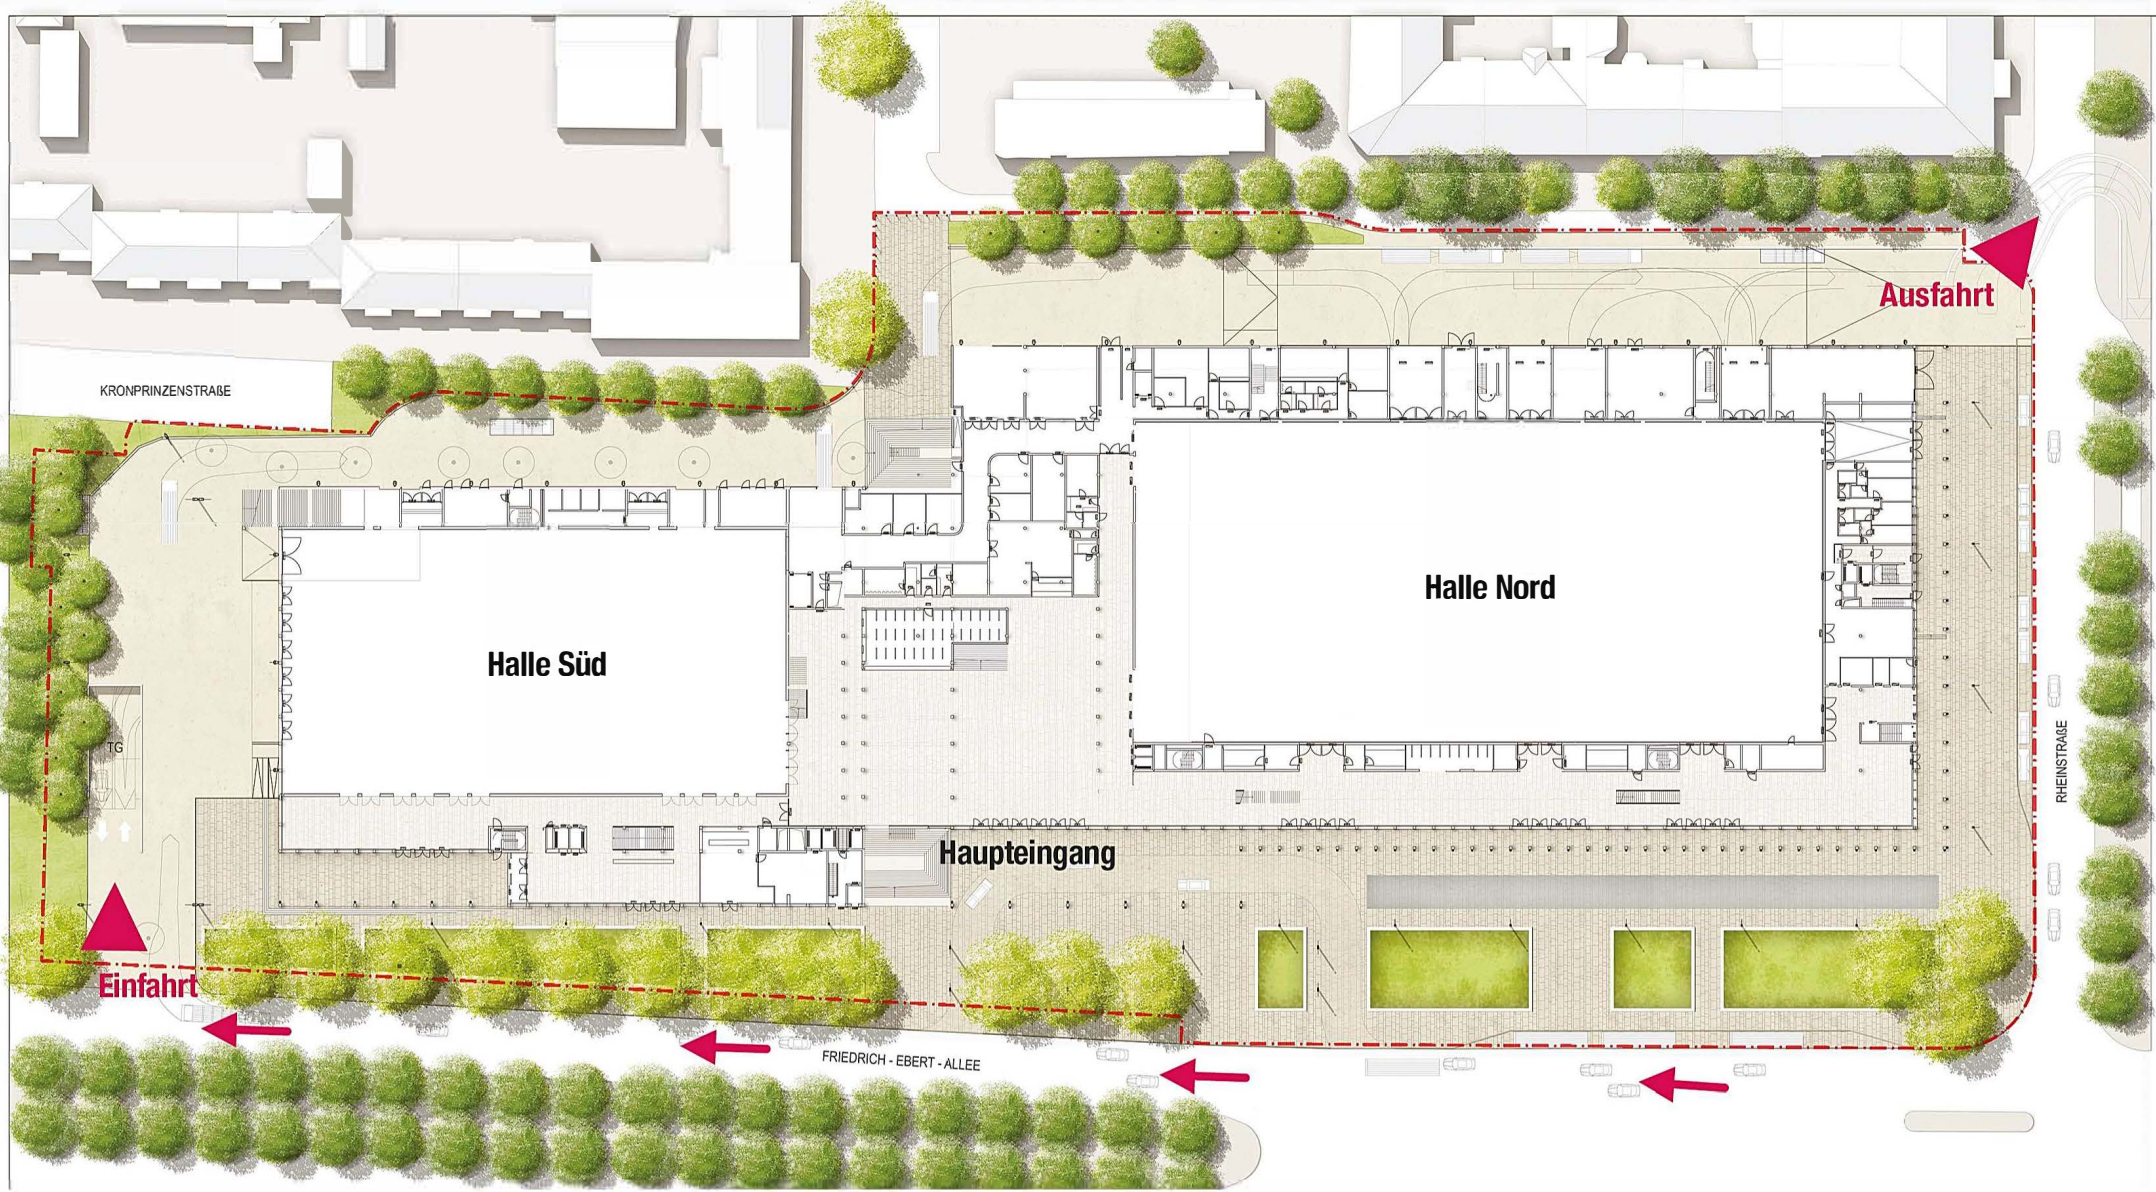 Ausfahrt
KRONPRINZENSTRAßE
Halle Nord
Halle Süd
TG
RHEINSTRAßE
Haupteingang
Einfahrt
FRIEDRICH - EBERT - ALLEE